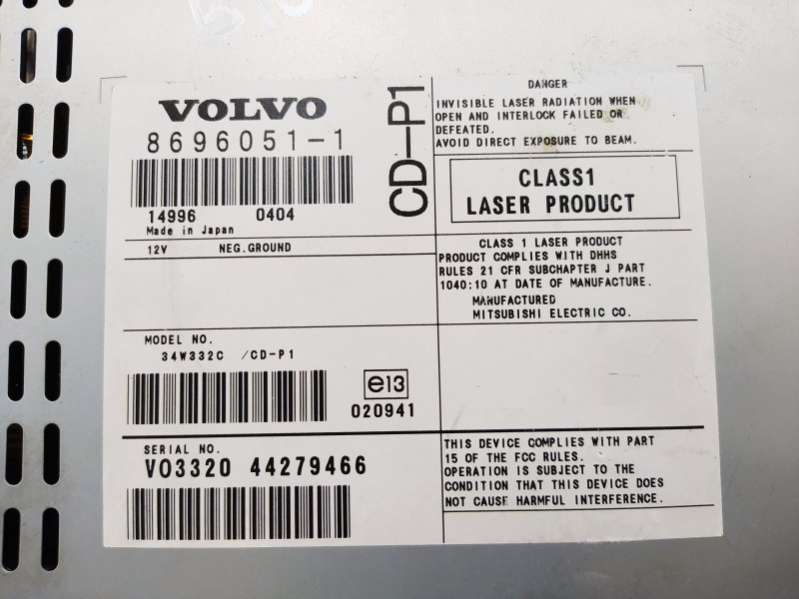 VOLVO
8696051-1
14996 0404
Made in Japan
CD-P1
12V NEG.GROUND
MODEL NO.
34W332C /CD-P1
e13
020941
SERIAL NO.
VO3320 44279466
DANGER
INVISIBLE LASER RADIATION WHEN
OPEN AND INTERLOCK FAILED OR
DEFEATED.
AVOID DIRECT EXPOSURE TO BEAM.
CLASS1
LASER PRODUCT
CLASS 1 LASER PRODUCT
PRODUCT COMPLIES WITH DHHS
RULES 21 CFR SUBCHAPTER J PART
1040:10 AT DATE OF MANUFACTURE.
MANUFACTURED
MITSUBISHI ELECTRIC CO.
THIS DEVICE COMPLIES WITH PART
15 OF THE FCC RULES.
OPERATION IS SUBJECT TO THE
CONDITION THAT THIS DEVICE DOES
NOT CAUSE HARMFUL INTERFERENCE.